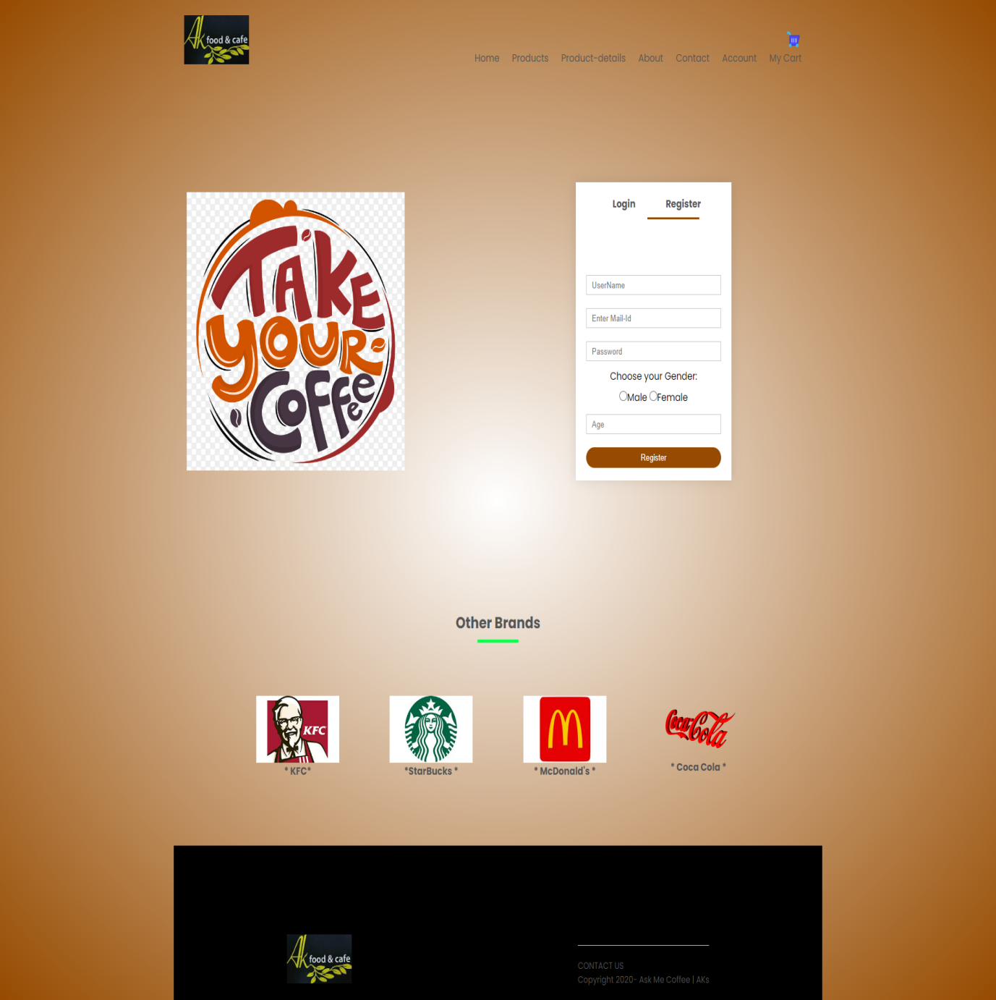 Ak food & cafe
Home Products Product-details About Contact Account My Cart
TAKE
YOUR
COFFEE
Login Register
UserName
Enter Mail-Id
Password
Choose your Gender:
Male Female
Age
Register
Other Brands
KFC
M
Coca-Cola
* KFC* *StarBucks * * McDonald's * * Coca Cola *
Ak food & cafe
CONTACT US
Copyright 2020- Ask Me Coffee | AKs